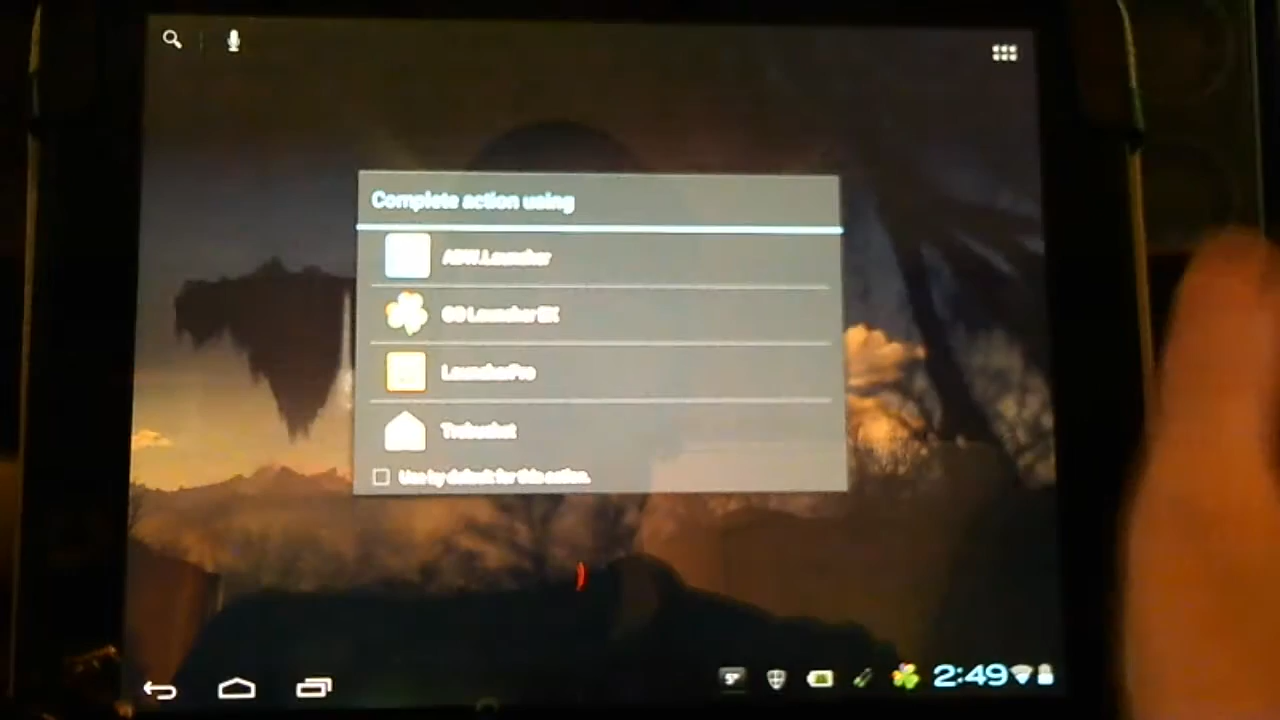 Complete action using
ADW.Launcher
GO Launcher EX
LauncherPro
Trebuchet
Use by default for this action.
2:49